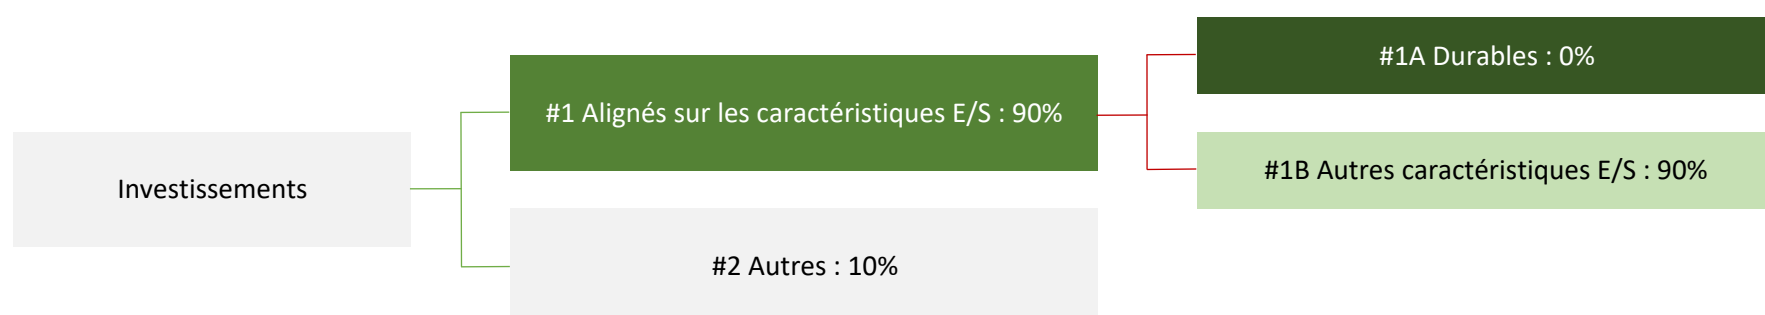 Investissements
#1 Alignés sur les caractéristiques E/S : 90%
#2 Autres : 10%
#1A Durables : 0%
#1B Autres caractéristiques E/S : 90%